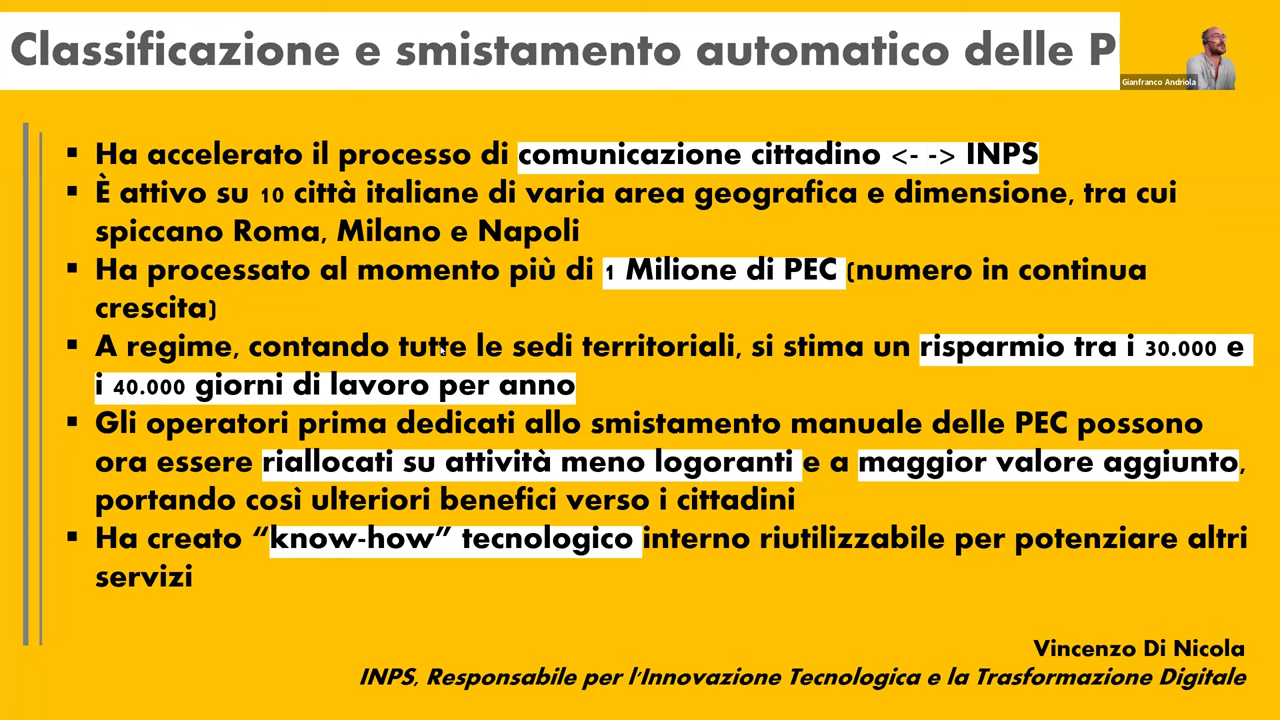 Classificazione e smistamento automatico delle P
Gianfranco Andriola
▪ Ha accelerato il processo di comunicazione cittadino <- -> INPS
▪ È attivo su 10 città italiane di varia area geografica e dimensione, tra cui
spiccano Roma, Milano e Napoli
▪ Ha processato al momento più di 1 Milione di PEC (numero in continua
crescita)
▪ A regime, contando tutte le sedi territoriali, si stima un risparmio tra i 30.000 e
i 40.000 giorni di lavoro per anno
▪ Gli operatori prima dedicati allo smistamento manuale delle PEC possono
ora essere riallocati su attività meno logoranti e a maggior valore aggiunto,
portando così ulteriori benefici verso i cittadini
▪ Ha creato “know-how” tecnologico interno riutilizzabile per potenziare altri
servizi
Vincenzo Di Nicola
INPS, Responsabile per l'Innovazione Tecnologica e la Trasformazione Digitale